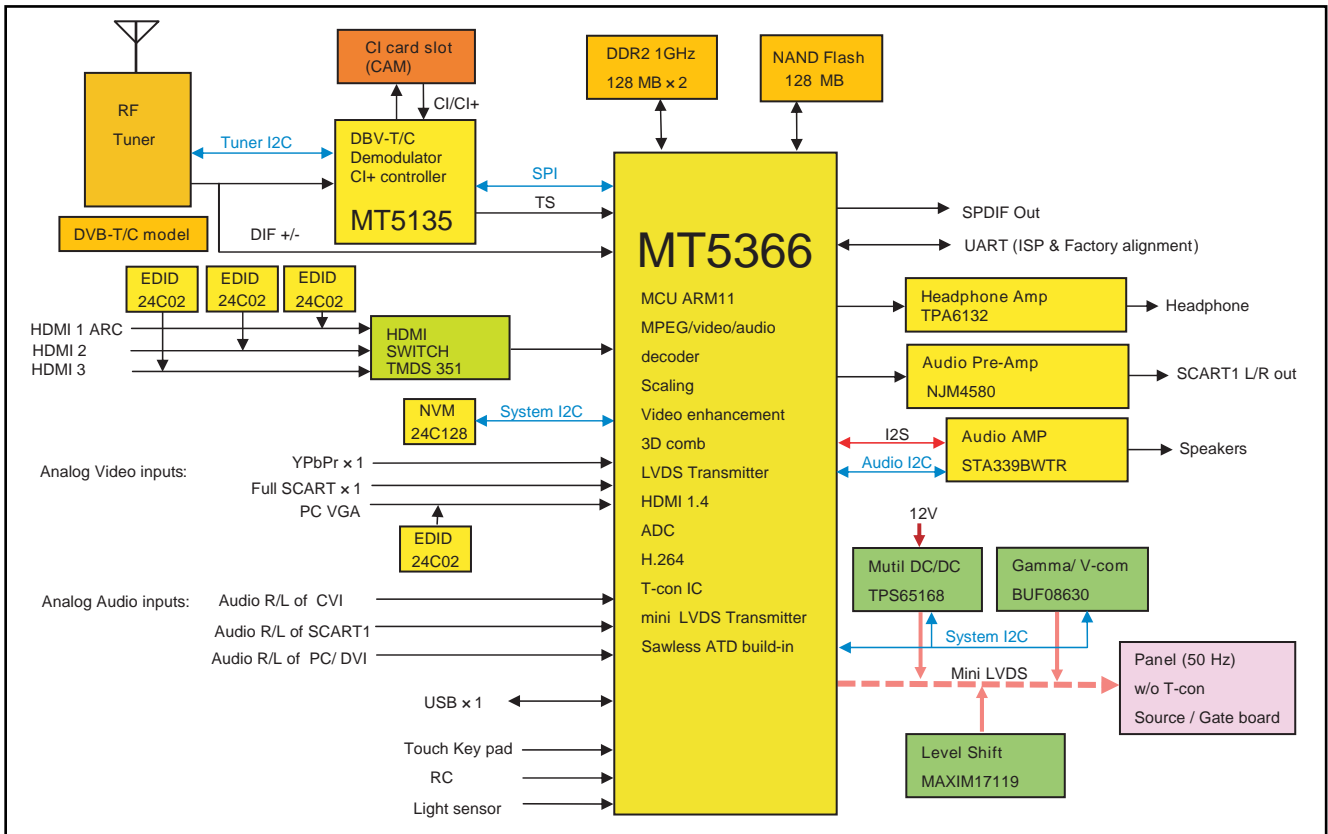 RF
Tuner
DVB-T/C model
CI card slot
(CAM)
CI/CI+
Tuner I2C
DBV-T/C
Demodulator
CI+ controller
MT5135
SPI
TS
DIF +/-
DDR2 1GHz
128 MB × 2
NAND Flash
128 MB
EDID
24C02
EDID
24C02
EDID
24C02
HDMI 1 ARC
HDMI 2
HDMI 3
HDMI
SWITCH
TMDS 351
NVM
24C128
System I2C
Analog Video inputs:
YPbPr × 1
Full SCART × 1
PC VGA
EDID
24C02
Analog Audio inputs:
Audio R/L of CVI
Audio R/L of SCART1
Audio R/L of PC/ DVI
USB × 1
Touch Key pad
RC
Light sensor
MT5366
MCU ARM11
MPEG/video/audio
decoder
Scaling
Video enhancement
3D comb
LVDS Transmitter
HDMI 1.4
ADC
H.264
T-con IC
mini LVDS Transmitter
Sawless ATD build-in
SPDIF Out
UART (ISP & Factory alignment)
Headphone Amp
TPA6132
Headphone
Audio Pre-Amp
NJM4580
SCART1 L/R out
I2S
Audio I2C
Audio AMP
STA339BWTR
Speakers
12V
Mutil DC/DC
TPS65168
Gamma/ V-com
BUF08630
System I2C
Mini LVDS
Panel (50 Hz)
w/o T-con
Source / Gate board
Level Shift
MAXIM17119